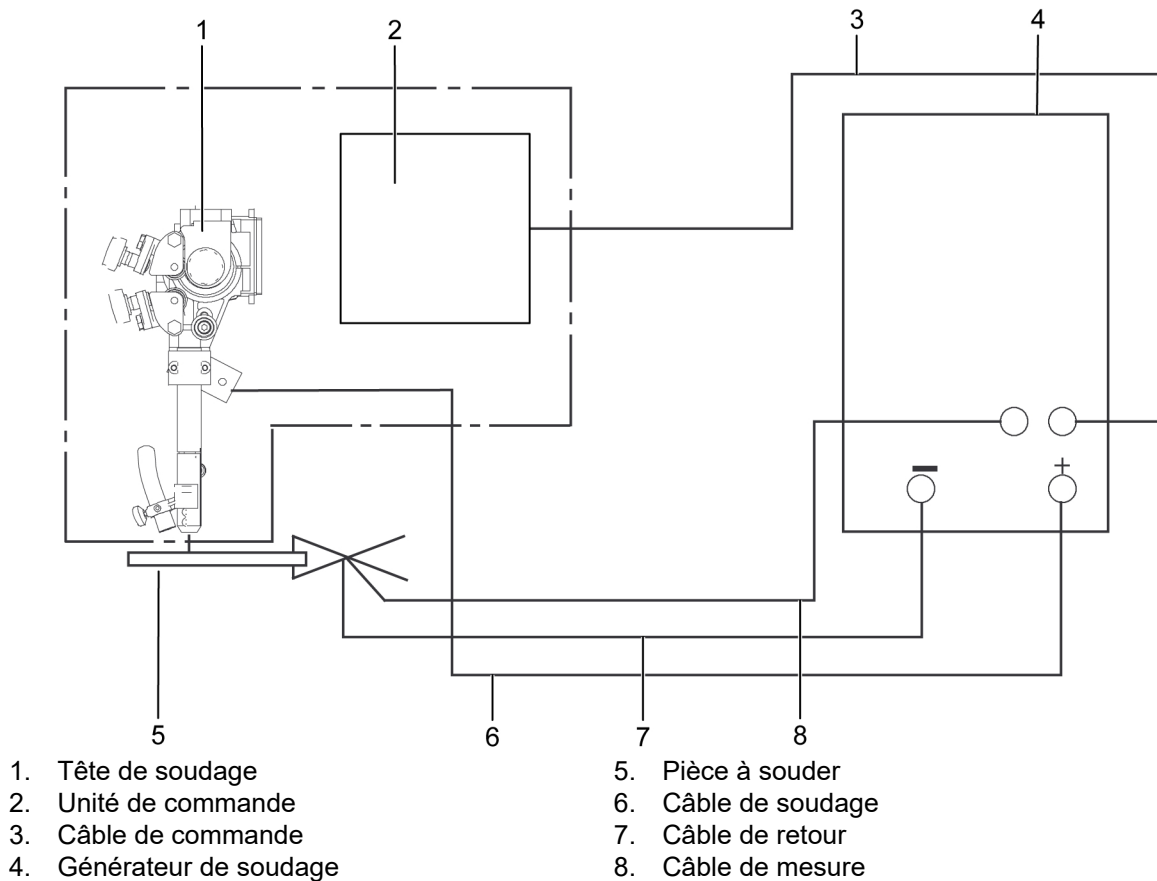 1
2
3
4
+
5
6
7
8
1. Tête de soudage
2. Unité de commande
3. Câble de commande
4. Générateur de soudage
5. Pièce à souder
6. Câble de soudage
7. Câble de retour
8. Câble de mesure